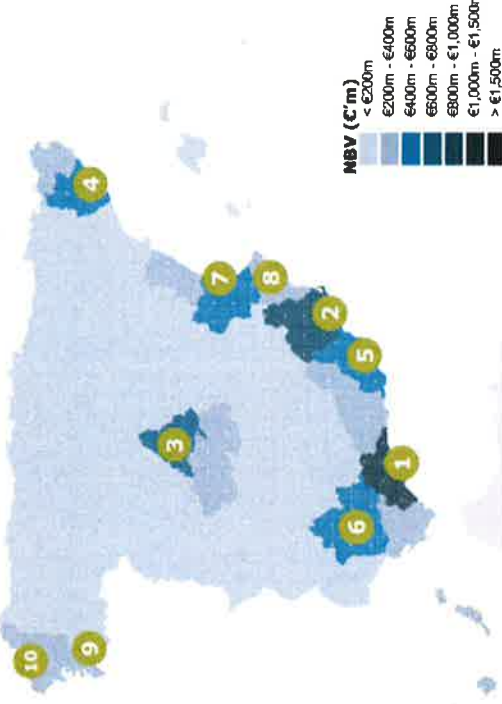 10
9
4
3
7
8
2
5
6
1
NBV (€'m)
< €200m
€200m - €400m
€400m - €600m
€600m - €800m
€800m - €1,000m
€1,000m - €1,500m
> €1,500m